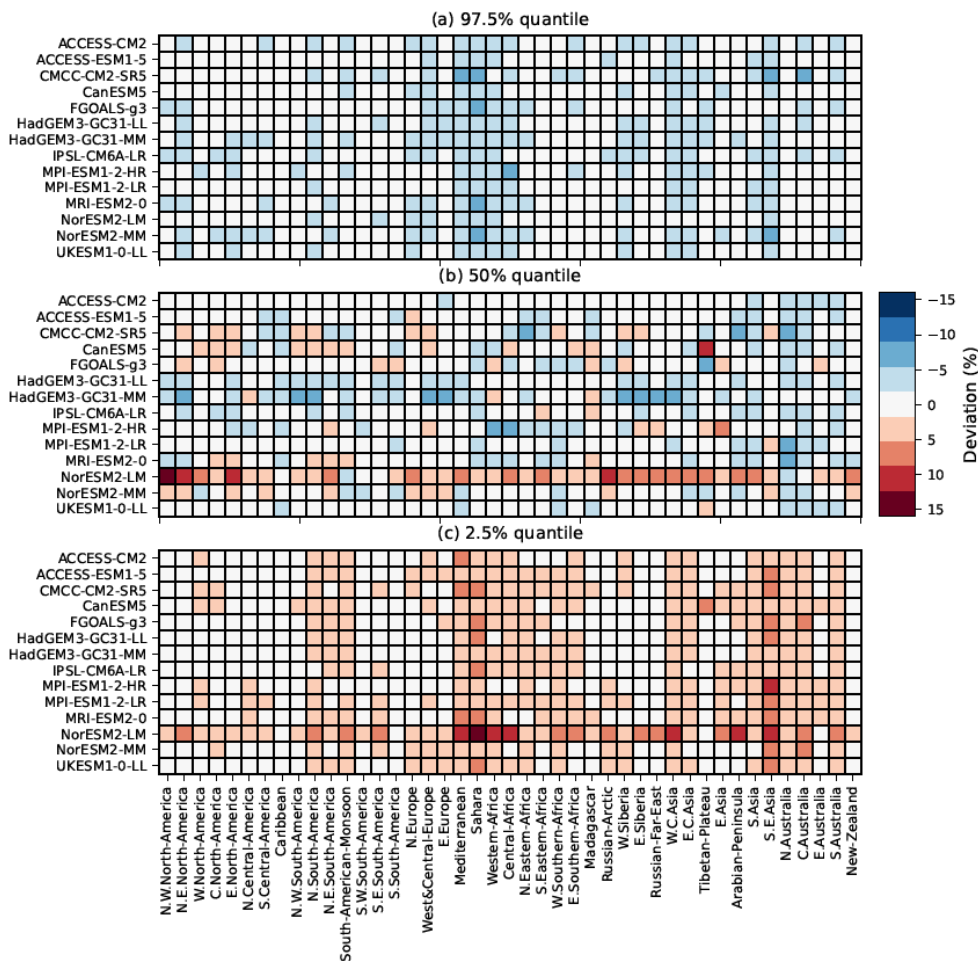 (a) 97.5% quantile
ACCESS-CM2
ACCESS-ESM1-5
CMCC-CM2-SR5
CanESM5
FGOALS-g3
HadGEM3-GC31-LL
HadGEM3-GC31-MM
IPSL-CM6A-LR
MPI-ESM1-2-HR
MPI-ESM1-2-LR
MRI-ESM2-0
NorESM2-LM
NorESM2-MM
UKESM1-0-LL
(b) 50% quantile
ACCESS-CM2
ACCESS-ESM1-5
CMCC-CM2-SR5
CanESM5
FGOALS-g3
HadGEM3-GC31-LL
HadGEM3-GC31-MM
IPSL-CM6A-LR
MPI-ESM1-2-HR
MPI-ESM1-2-LR
MRI-ESM2-0
NorESM2-LM
NorESM2-MM
UKESM1-0-LL
−15
−10
−5
0
5
10
15
Deviation (%)
(c) 2.5% quantile
ACCESS-CM2
ACCESS-ESM1-5
CMCC-CM2-SR5
CanESM5
FGOALS-g3
HadGEM3-GC31-LL
HadGEM3-GC31-MM
IPSL-CM6A-LR
MPI-ESM1-2-HR
MPI-ESM1-2-LR
MRI-ESM2-0
NorESM2-LM
NorESM2-MM
UKESM1-0-LL
N.W.North-America
N.E.North-America
W.North-America
C.North-America
E.North-America
N.Central-America
S.Central-America
Caribbean
N.W.South-America
N.South-America
N.E.South-America
South-American-Monsoon
S.W.South-America
S.E.South-America
S.South-America
N.Europe
West&Central-Europe
E.Europe
Mediterranean
Sahara
Western-Africa
Central-Africa
N.Eastern-Africa
S.Eastern-Africa
W.Southern-Africa
E.Southern-Africa
Madagascar
Russian-Arctic
W.Siberia
E.Siberia
Russian-Far-East
W.C.Asia
E.C.Asia
Tibetan-Plateau
E.Asia
Arabian-Peninsula
S.Asia
S.E.Asia
N.Australia
C.Australia
E.Australia
S.Australia
New-Zealand